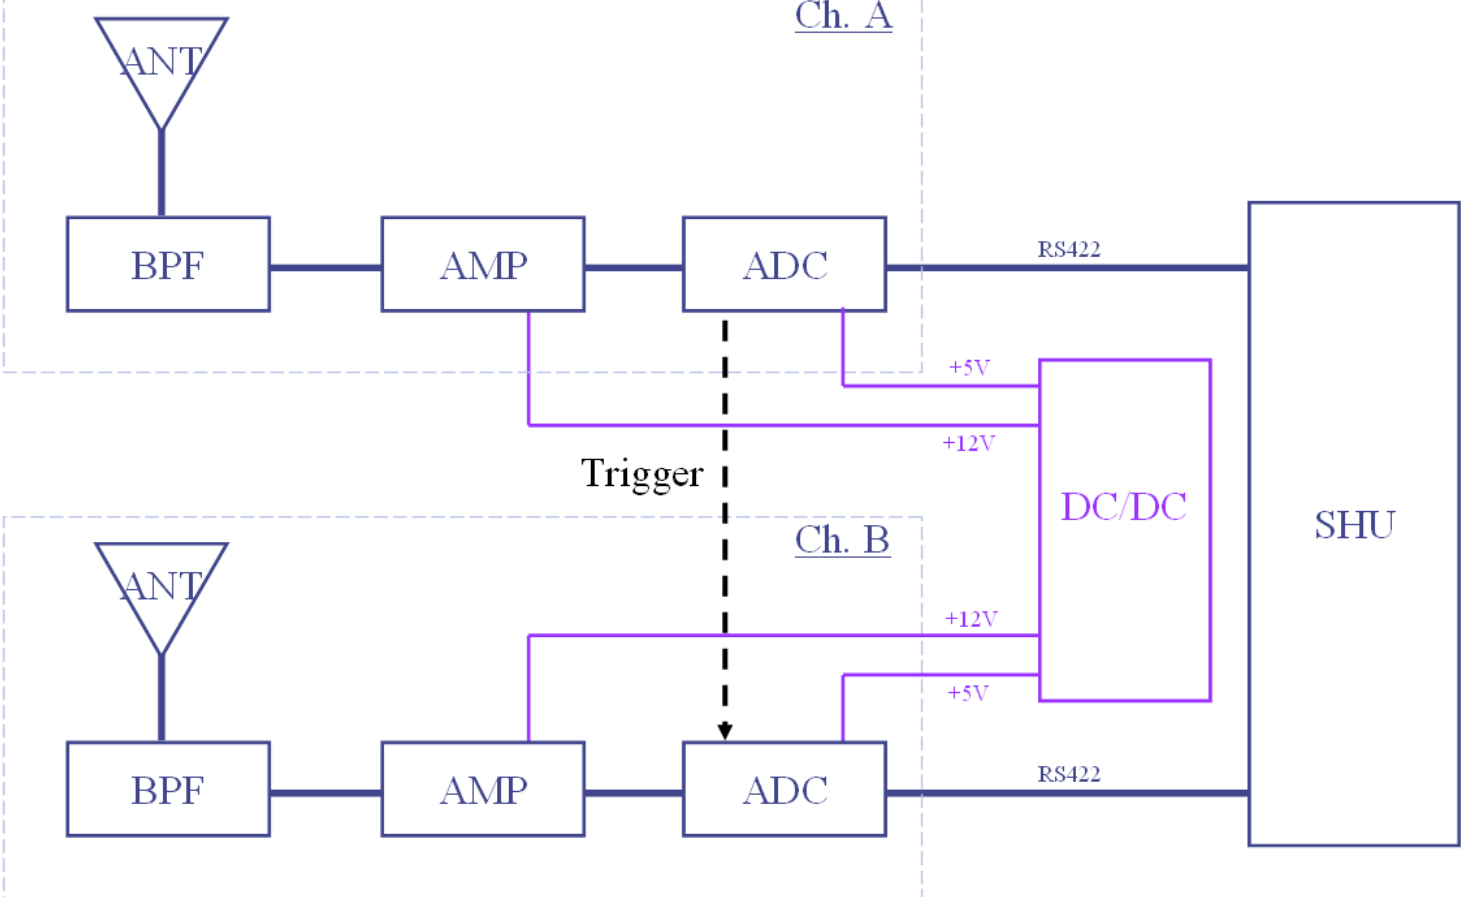 Ch. A
ANT
BPF
AMP
ADC
RS422
+5V
+12V
Trigger
DC/DC
SHU
Ch. B
ANT
+12V
+5V
BPF
AMP
ADC
RS422